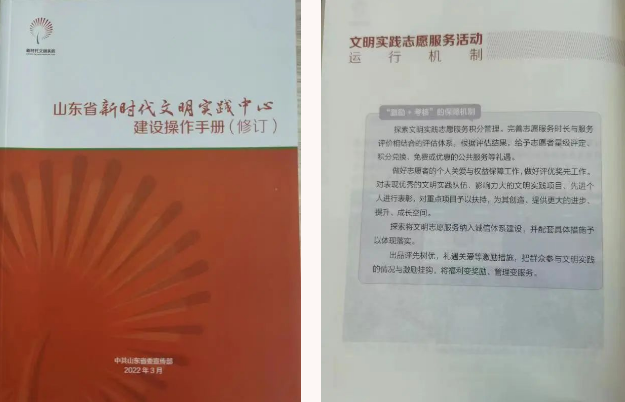 新时代文明实践
山东省新时代文明实践中心
建设操作手册（修订）
中共山东省委宣传部
2022年3月
文明实践志愿服务活动
运行机制
“激励+考核”的保障机制
探索文明实践志愿服务积分管理，完善志愿服务时长与服务
评价相结合的评估体系，根据评估结果，给予志愿者星级评定、
积分兑换、免费或优惠的公共服务等礼遇。
做好志愿者的个人关爱与权益保障工作，做好评优奖先工作。
对表现优秀的文明实践队伍、影响力大的文明实践项目、先进个
人进行表彰，对重点项目予以扶持，为其创造、提供更大的进步、
提升、成长空间。
探索将文明志愿服务纳入诚信体系建设，并配套具体措施予
以体现落实。
出品评先树优，礼遇关爱等激励措施，把群众参与文明实践
的情况与激励挂钩，将福利变奖励、管理变服务。